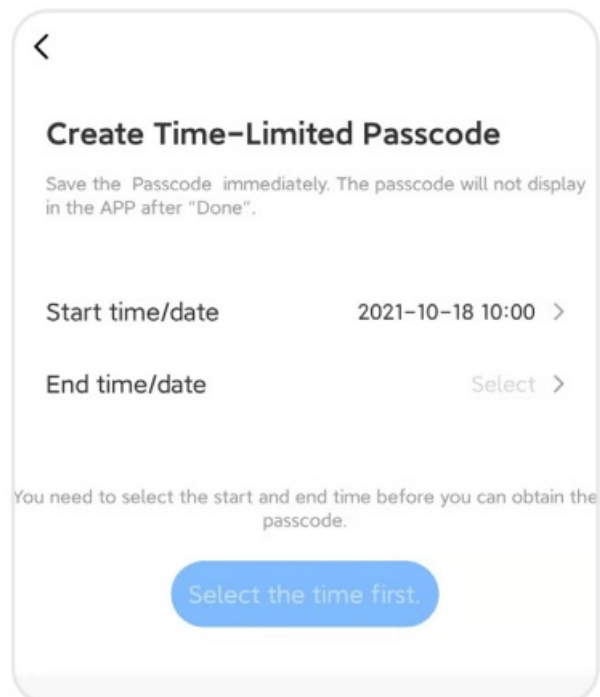 Create Time-Limited Passcode
Save the Passcode immediately. The passcode will not display
in the APP after "Done".
Start time/date 2021-10-18 10:00
End time/date Select
You need to select the start and end time before you can obtain the
passcode.
Select the time first.